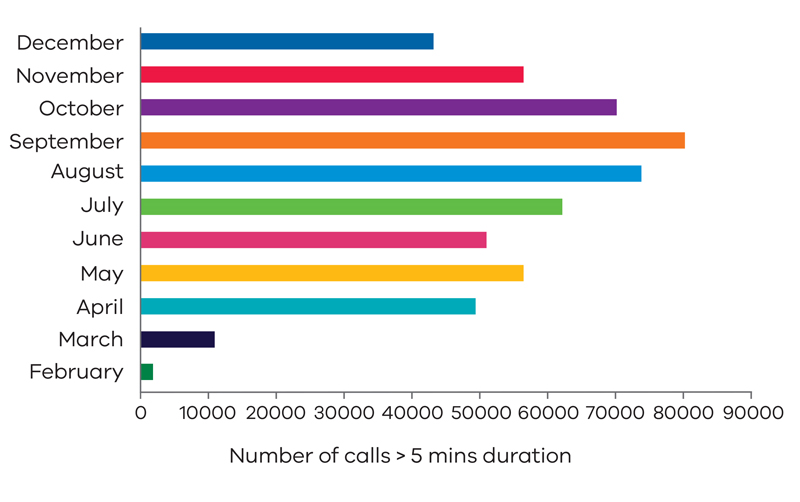 December
November
October
September
August
July
June
May
April
March
February
0 10000 20000 30000 40000 50000 60000 70000 80000 90000
Number of calls > 5 mins duration